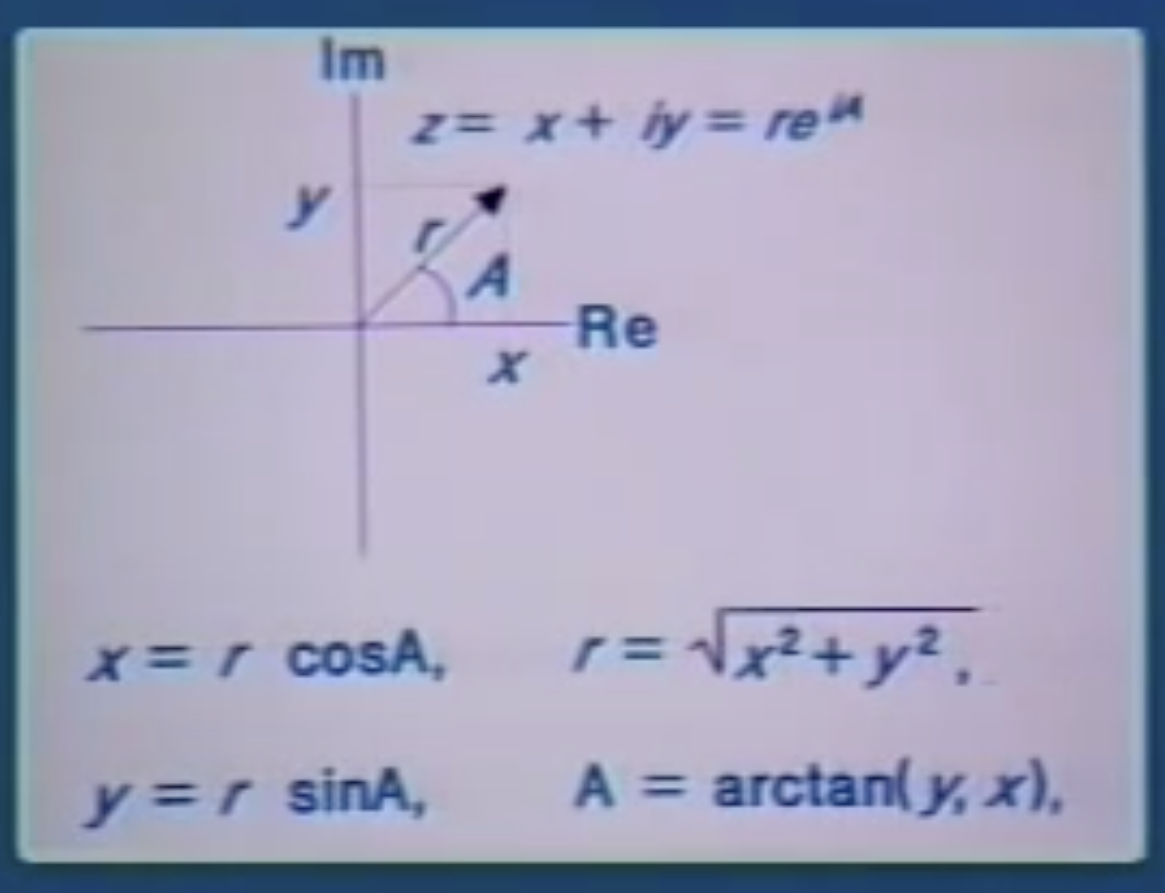 Im
z = x + iy = re^{iA}
y
r
A
Re
x
x = r cosA, r = √x² + y²,
y = r sinA, A = arctan(y, x),